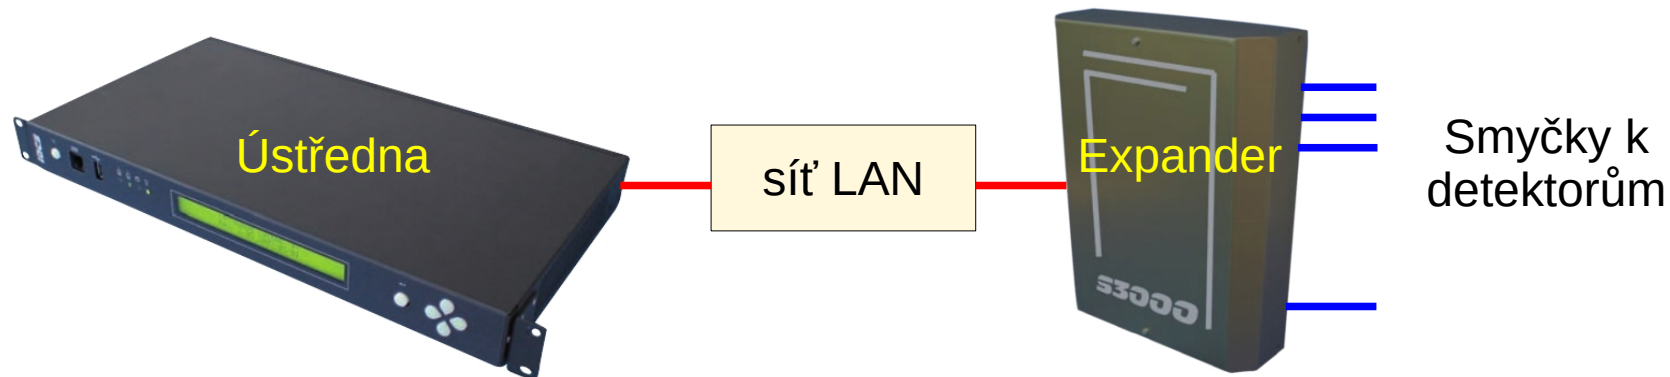 Ústředna
síť LAN
Expander
Smyčky k
detektorům
S3000